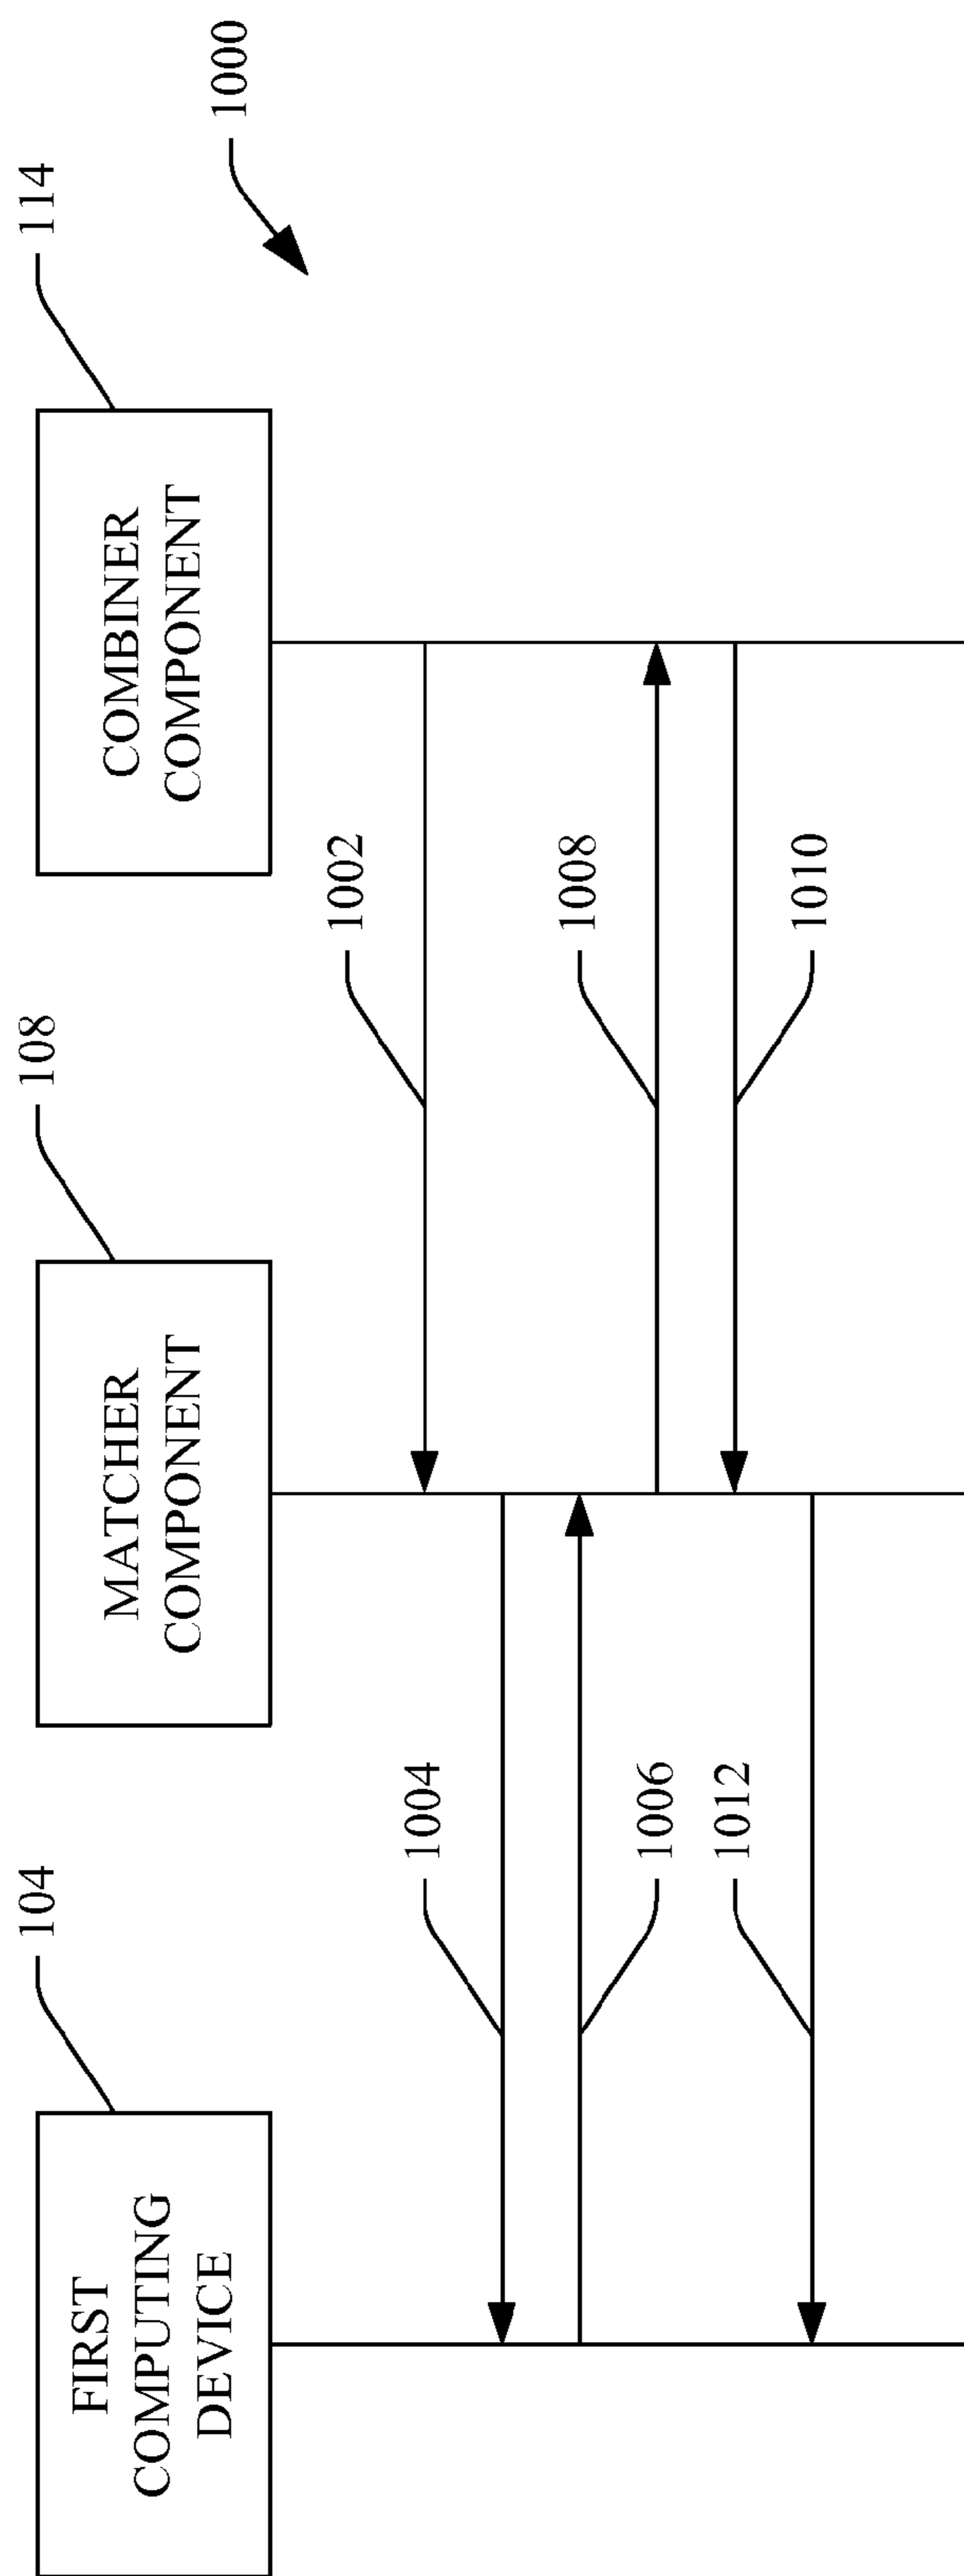 104
108
114
FIRST
COMPUTING
DEVICE
MATCHER
COMPONENT
COMBINER
COMPONENT
1000
1002
1004
1008
1006
1012
1010